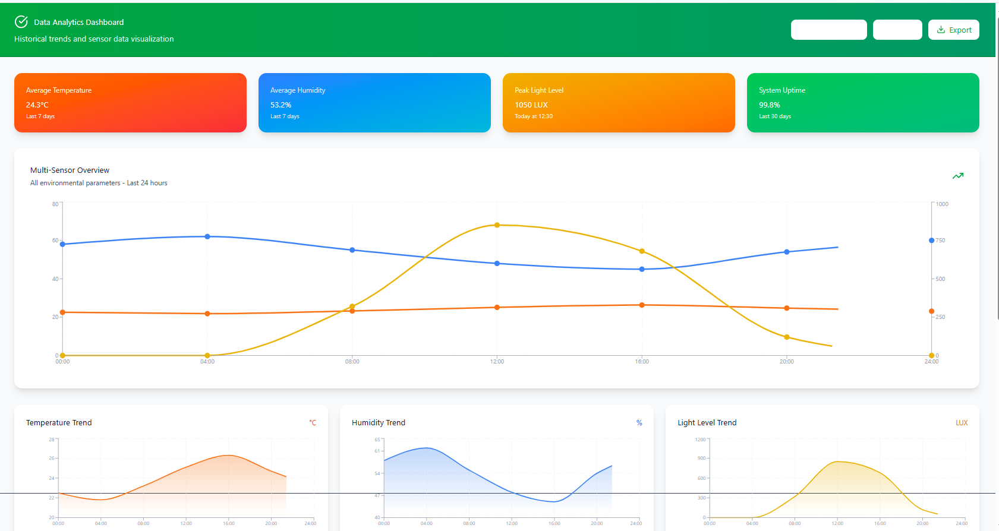 Data Analytics Dashboard
Historical trends and sensor data visualization
Export
Average Temperature
24.3°C
Last 7 days
Average Humidity
53.2%
Last 7 days
Peak Light Level
1050 LUX
Today at 12:30
System Uptime
99.8%
Last 30 days
Multi-Sensor Overview
All environmental parameters - Last 24 hours
80
60
40
20
0
1000
750
500
250
0
00:00 04:00 08:00 12:00 16:00 20:00 24:00
Temperature Trend
°C
28
26
24
22
20
00:00 04:00 08:00 12:00 16:00 20:00 24:00
Humidity Trend
%
65
61
54
47
40
00:00 04:00 08:00 12:00 16:00 20:00 24:00
Light Level Trend
LUX
1200
900
600
300
0
00:00 04:00 08:00 12:00 16:00 20:00 24:00